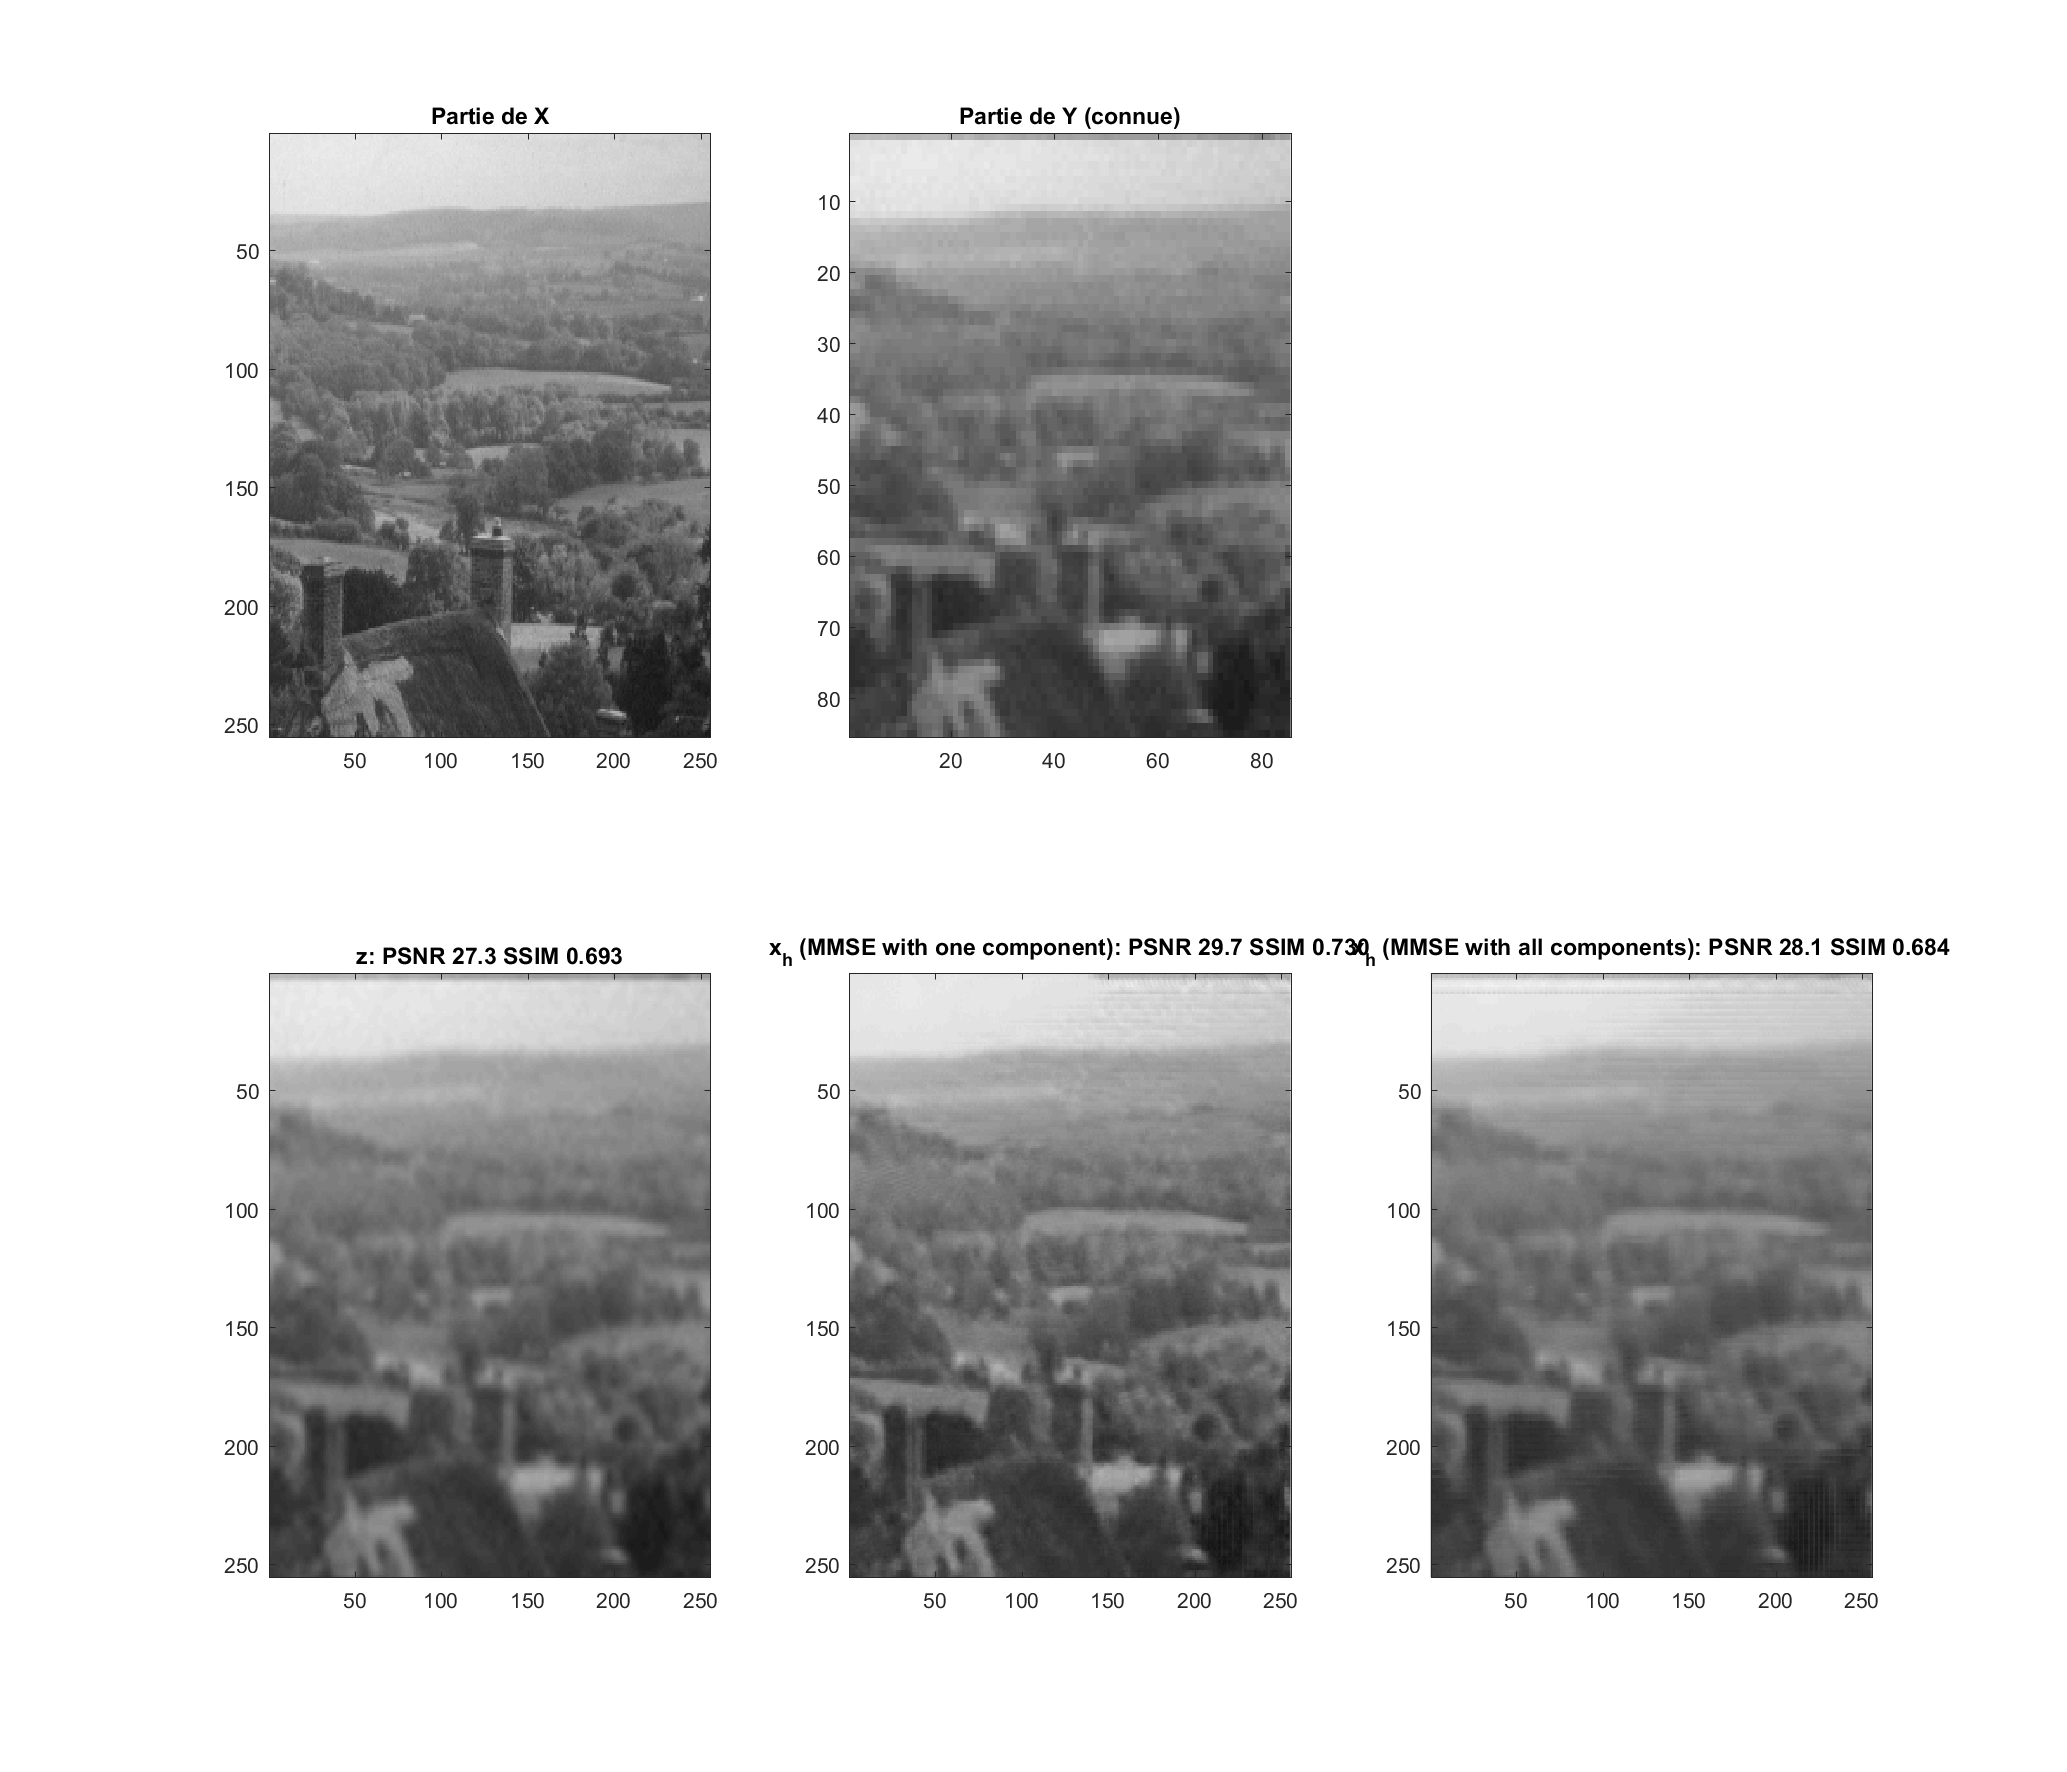 Partie de X
50
100
150
200
250
50 100 150 200 250
Partie de Y (connue)
10
20
30
40
50
60
70
80
20 40 60 80
z: PSNR 27.3 SSIM 0.693
50
100
150
200
250
50 100 150 200 250
xh (MMSE with one component): PSNR 29.7 SSIM 0.730
50
100
150
200
250
50 100 150 200 250
xh (MMSE with all components): PSNR 28.1 SSIM 0.684
50
100
150
200
250
50 100 150 200 250